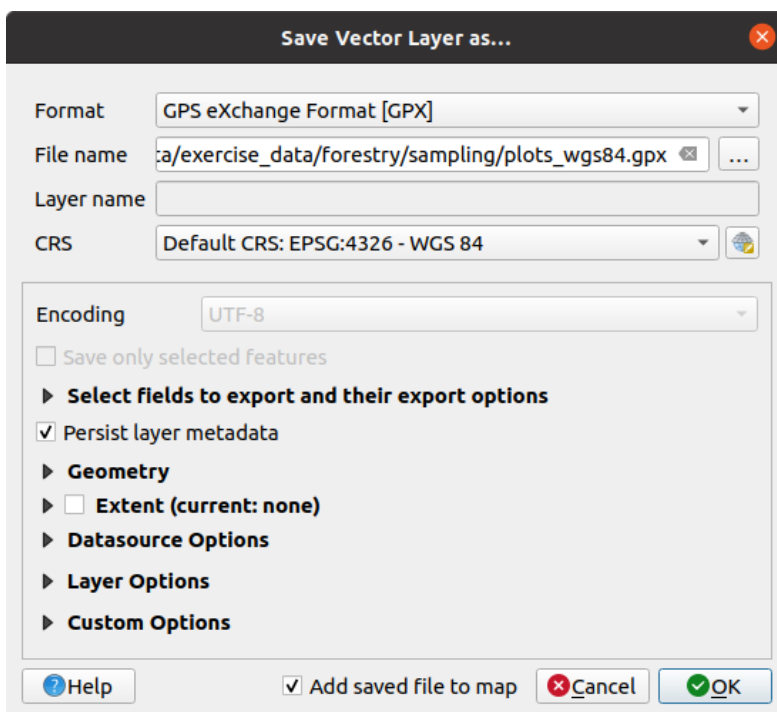 Save Vector Layer as...
Format GPS eXchange Format [GPX]
File name ta/exercise_data/forestry/sampling/plots_wgs84.gpx ...
Layer name
CRS Default CRS: EPSG:4326 - WGS 84
Encoding UTF-8
Save only selected features
Select fields to export and their export options
Persist layer metadata
Geometry
Extent (current: none)
Datasource Options
Layer Options
Custom Options
Help Add saved file to map Cancel OK